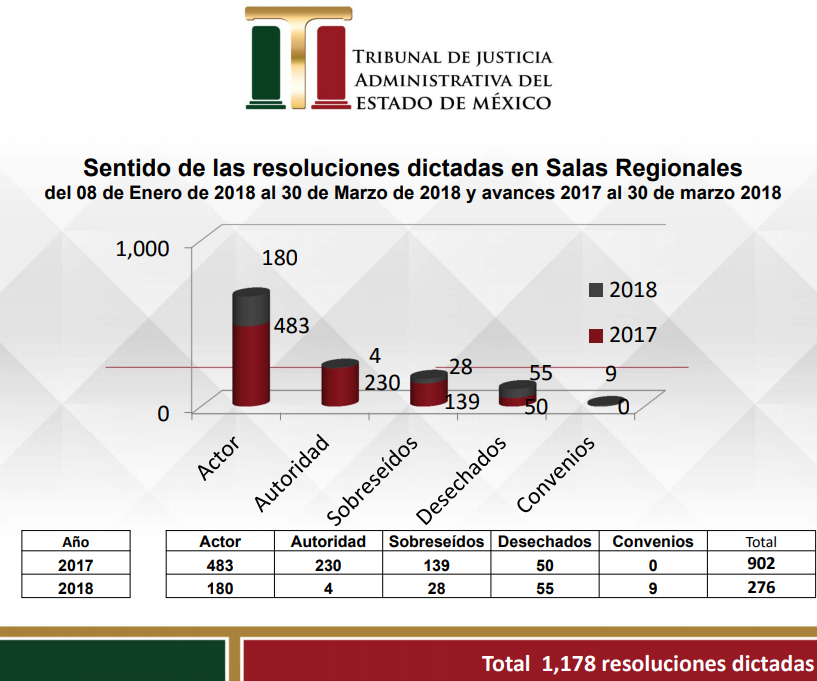 TRIBUNAL DE JUSTICIA
ADMINISTRATIVA DEL
ESTADO DE MÉXICO
Sentido de las resoluciones dictadas en Salas Regionales
del 08 de Enero de 2018 al 30 de Marzo de 2018 y avances 2017 al 30 de marzo 2018
1,000
180
2018
483
2017
4
28
55
9
230
139
50
0
0
Actor
Autoridad
Sobreseídos
Desechados
Convenios
Año Actor Autoridad Sobreseídos Desechados Convenios Total
2017 483 230 139 50 0 902
2018 180 4 28 55 9 276
Total 1,178 resoluciones dictadas